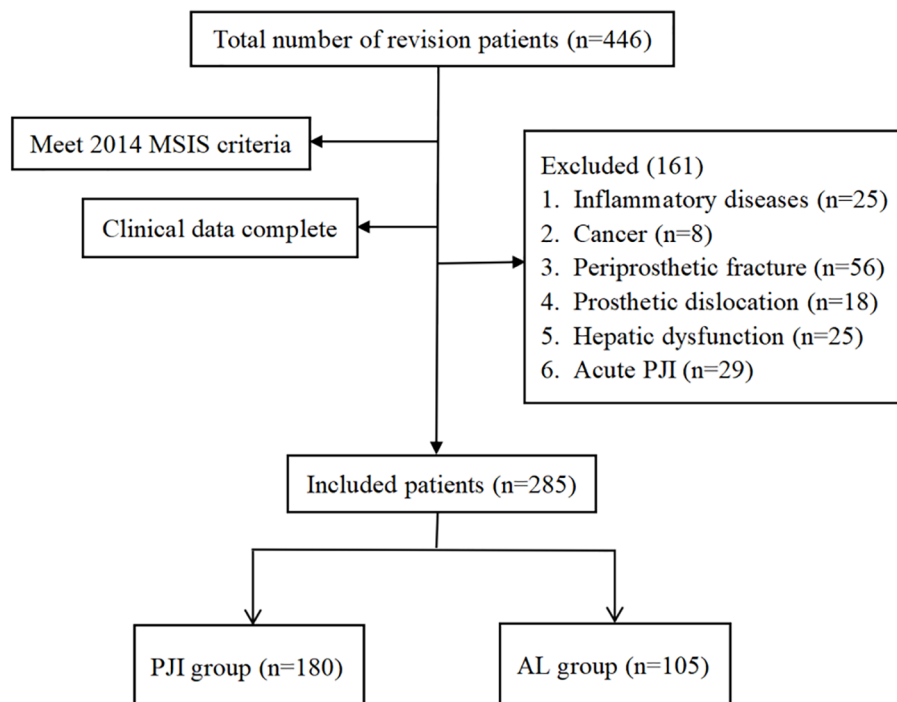 Total number of revision patients (n=446)
Meet 2014 MSIS criteria
Clinical data complete
Excluded (161)
1. Inflammatory diseases (n=25)
2. Cancer (n=8)
3. Periprosthetic fracture (n=56)
4. Prosthetic dislocation (n=18)
5. Hepatic dysfunction (n=25)
6. Acute PJI (n=29)
Included patients (n=285)
PJI group (n=180)
AL group (n=105)